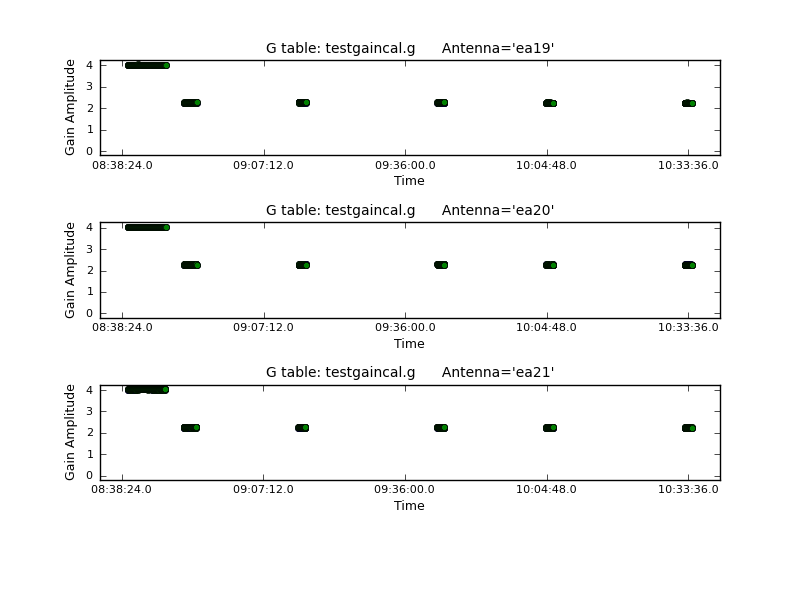 G table: testgaincal.g      Antenna='ea19'
Gain Amplitude
4
3
2
1
0
08:38:24.0 09:07:12.0 09:36:00.0 10:04:48.0 10:33:36.0
Time
G table: testgaincal.g      Antenna='ea20'
Gain Amplitude
4
3
2
1
0
08:38:24.0 09:07:12.0 09:36:00.0 10:04:48.0 10:33:36.0
Time
G table: testgaincal.g      Antenna='ea21'
Gain Amplitude
4
3
2
1
0
08:38:24.0 09:07:12.0 09:36:00.0 10:04:48.0 10:33:36.0
Time